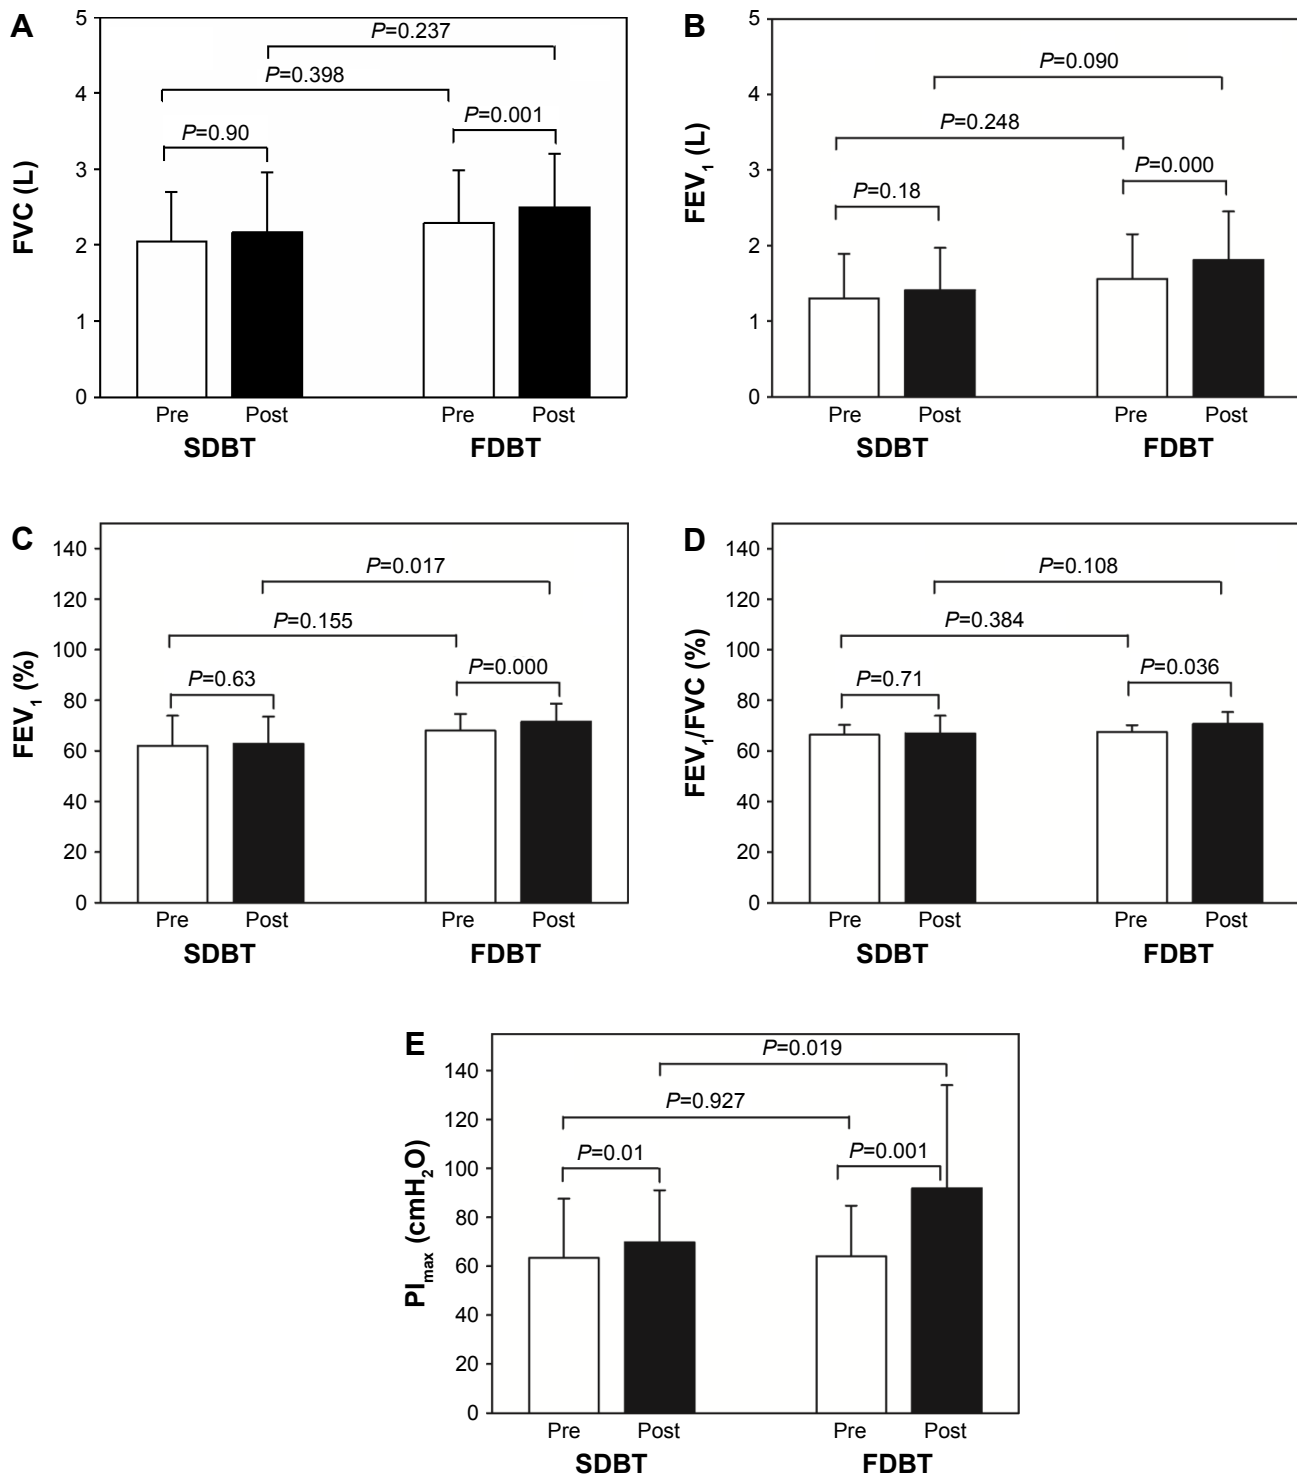 A
FVC (L)
5
4
3
2
1
0
P=0.237
P=0.398
P=0.001
P=0.90
Pre Post Pre Post
SDBT FDBT
B
FEV₁ (L)
5
4
3
2
1
0
P=0.090
P=0.248
P=0.000
P=0.18
Pre Post Pre Post
SDBT FDBT
C
FEV₁ (%)
140
120
100
80
60
40
20
0
P=0.017
P=0.155
P=0.000
P=0.63
Pre Post Pre Post
SDBT FDBT
D
FEV₁/FVC (%)
140
120
100
80
60
40
20
0
P=0.108
P=0.384
P=0.036
P=0.71
Pre Post Pre Post
SDBT FDBT
E
PImax (cmH₂O)
140
120
100
80
60
40
20
0
P=0.019
P=0.927
P=0.01
P=0.001
Pre Post Pre Post
SDBT FDBT